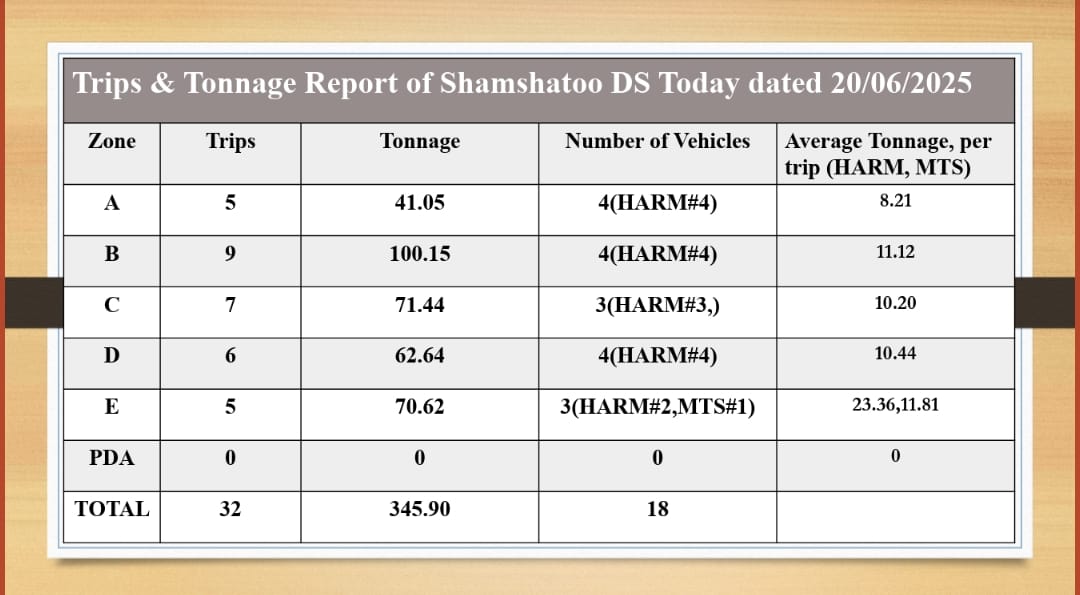 Trips & Tonnage Report of Shamshatoo DS Today dated 20/06/2025
Zone Trips Tonnage Number of Vehicles Average Tonnage, per
trip (HARM, MTS)
A 5 41.05 4(HARM#4) 8.21
B 9 100.15 4(HARM#4) 11.12
C 7 71.44 3(HARM#3,) 10.20
D 6 62.64 4(HARM#4) 10.44
E 5 70.62 3(HARM#2,MTS#1) 23.36,11.81
PDA 0 0 0 0
TOTAL 32 345.90 18